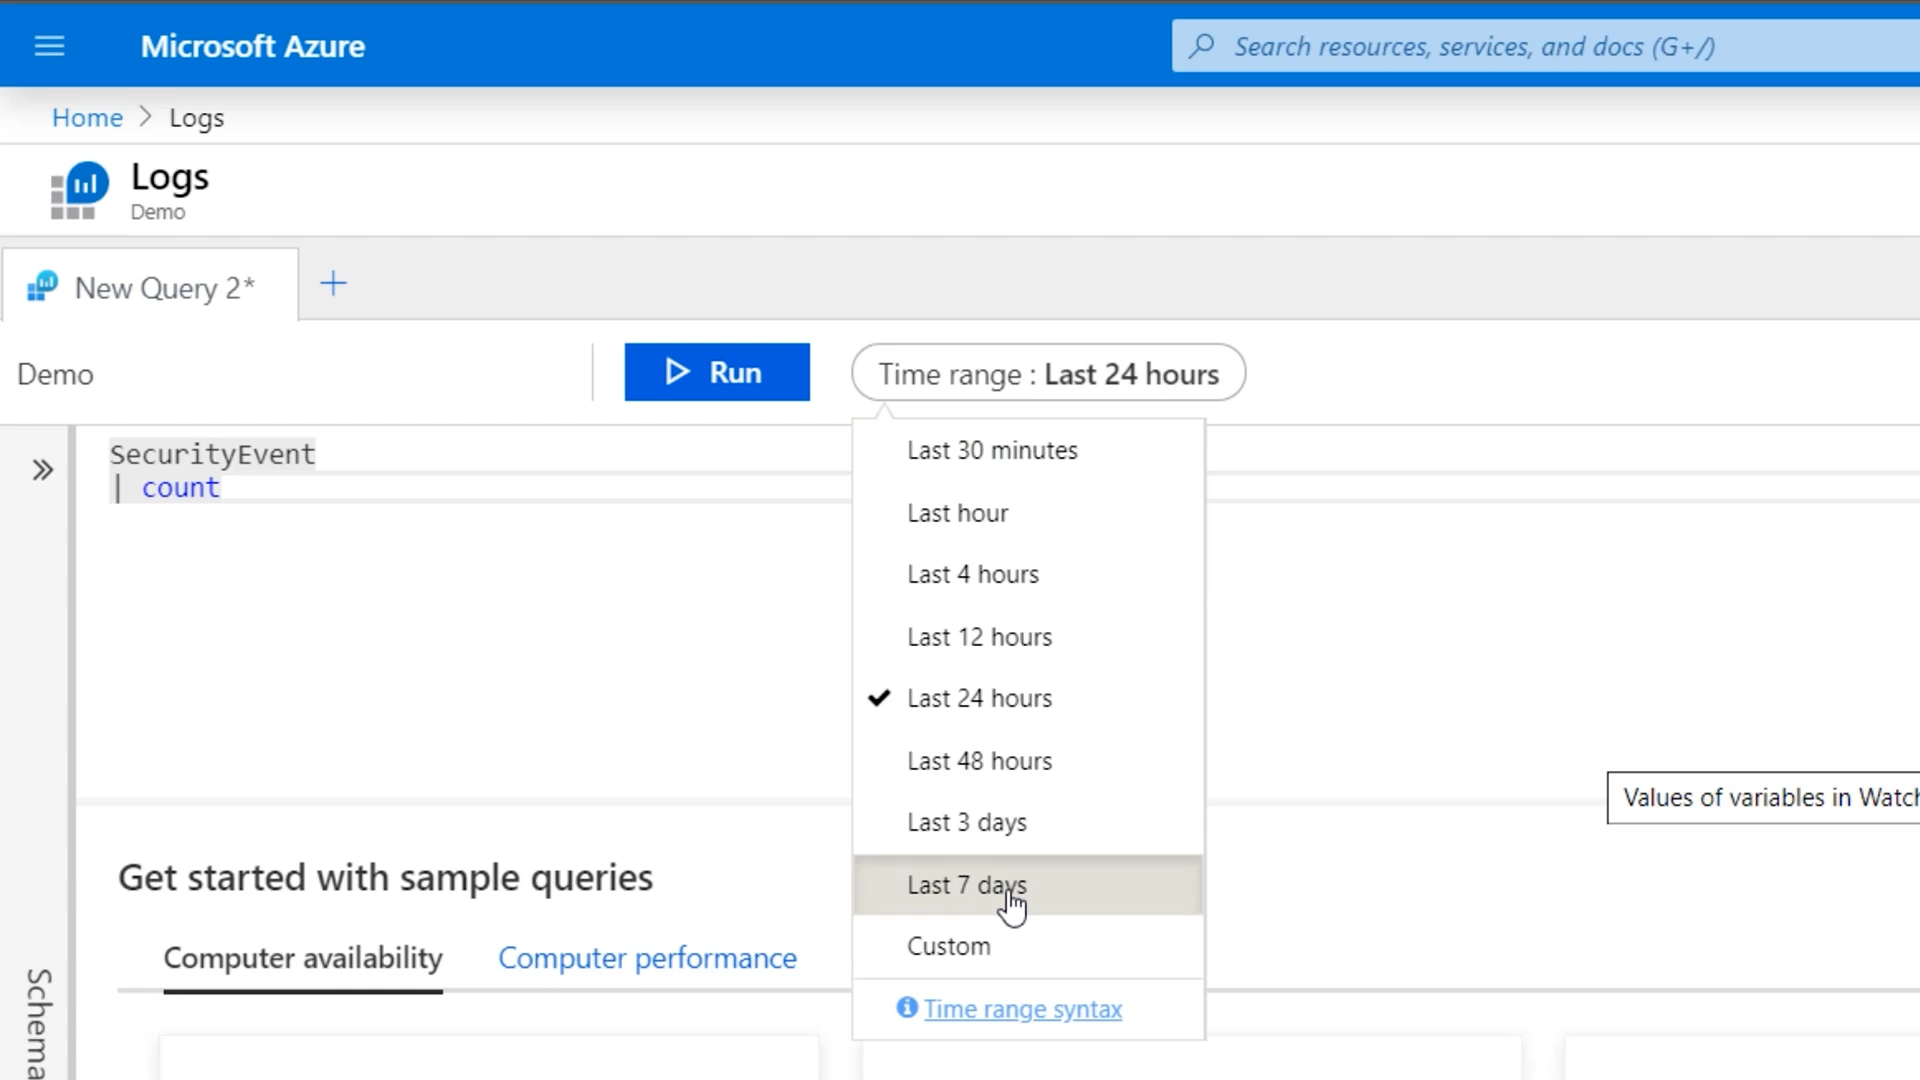 Microsoft Azure
Search resources, services, and docs (G+/)
Home > Logs
Logs
Demo
New Query 2*
Demo
Run
Time range : Last 24 hours
SecurityEvent
| count
Last 30 minutes
Last hour
Last 4 hours
Last 12 hours
Last 24 hours
Last 48 hours
Last 3 days
Last 7 days
Custom
Time range syntax
Values of variables in Watch
Get started with sample queries
Computer availability
Computer performance
Schema